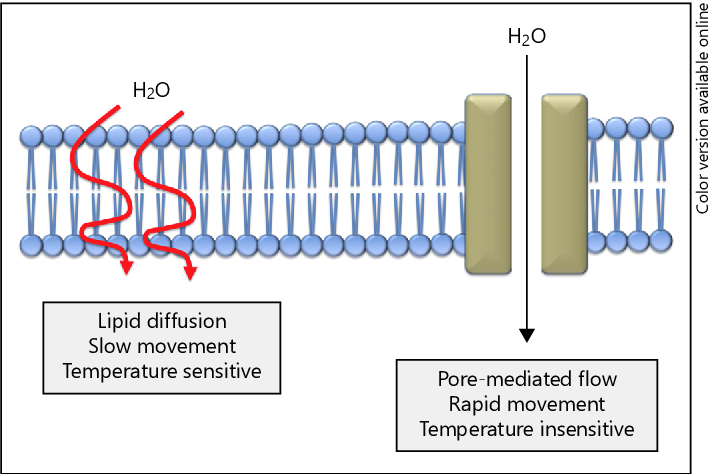 H₂O
H₂O
Lipid diffusion
Slow movement
Temperature sensitive
Pore-mediated flow
Rapid movement
Temperature insensitive
Color version available online